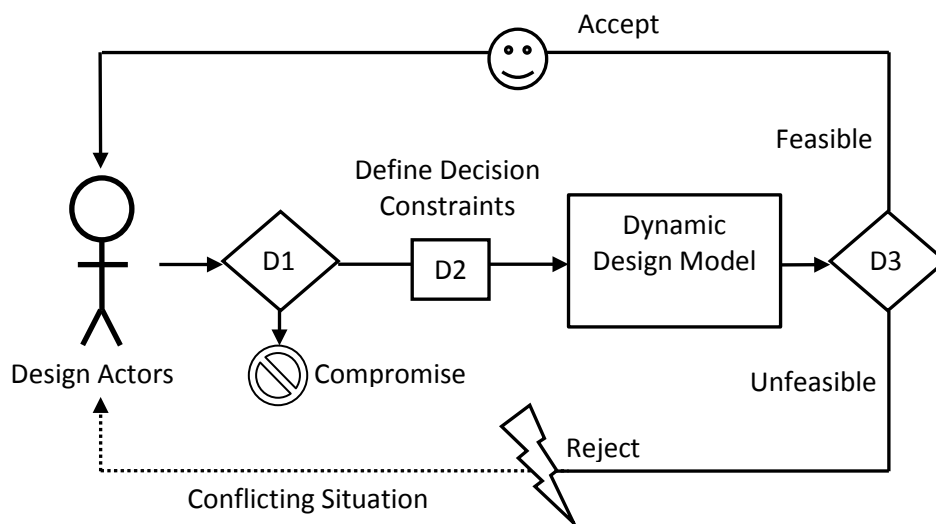 Accept
Feasible
Define Decision
Constraints
Dynamic
Design Model
D1
D2
D3
Design Actors
Compromise
Unfeasible
Reject
Conflicting Situation